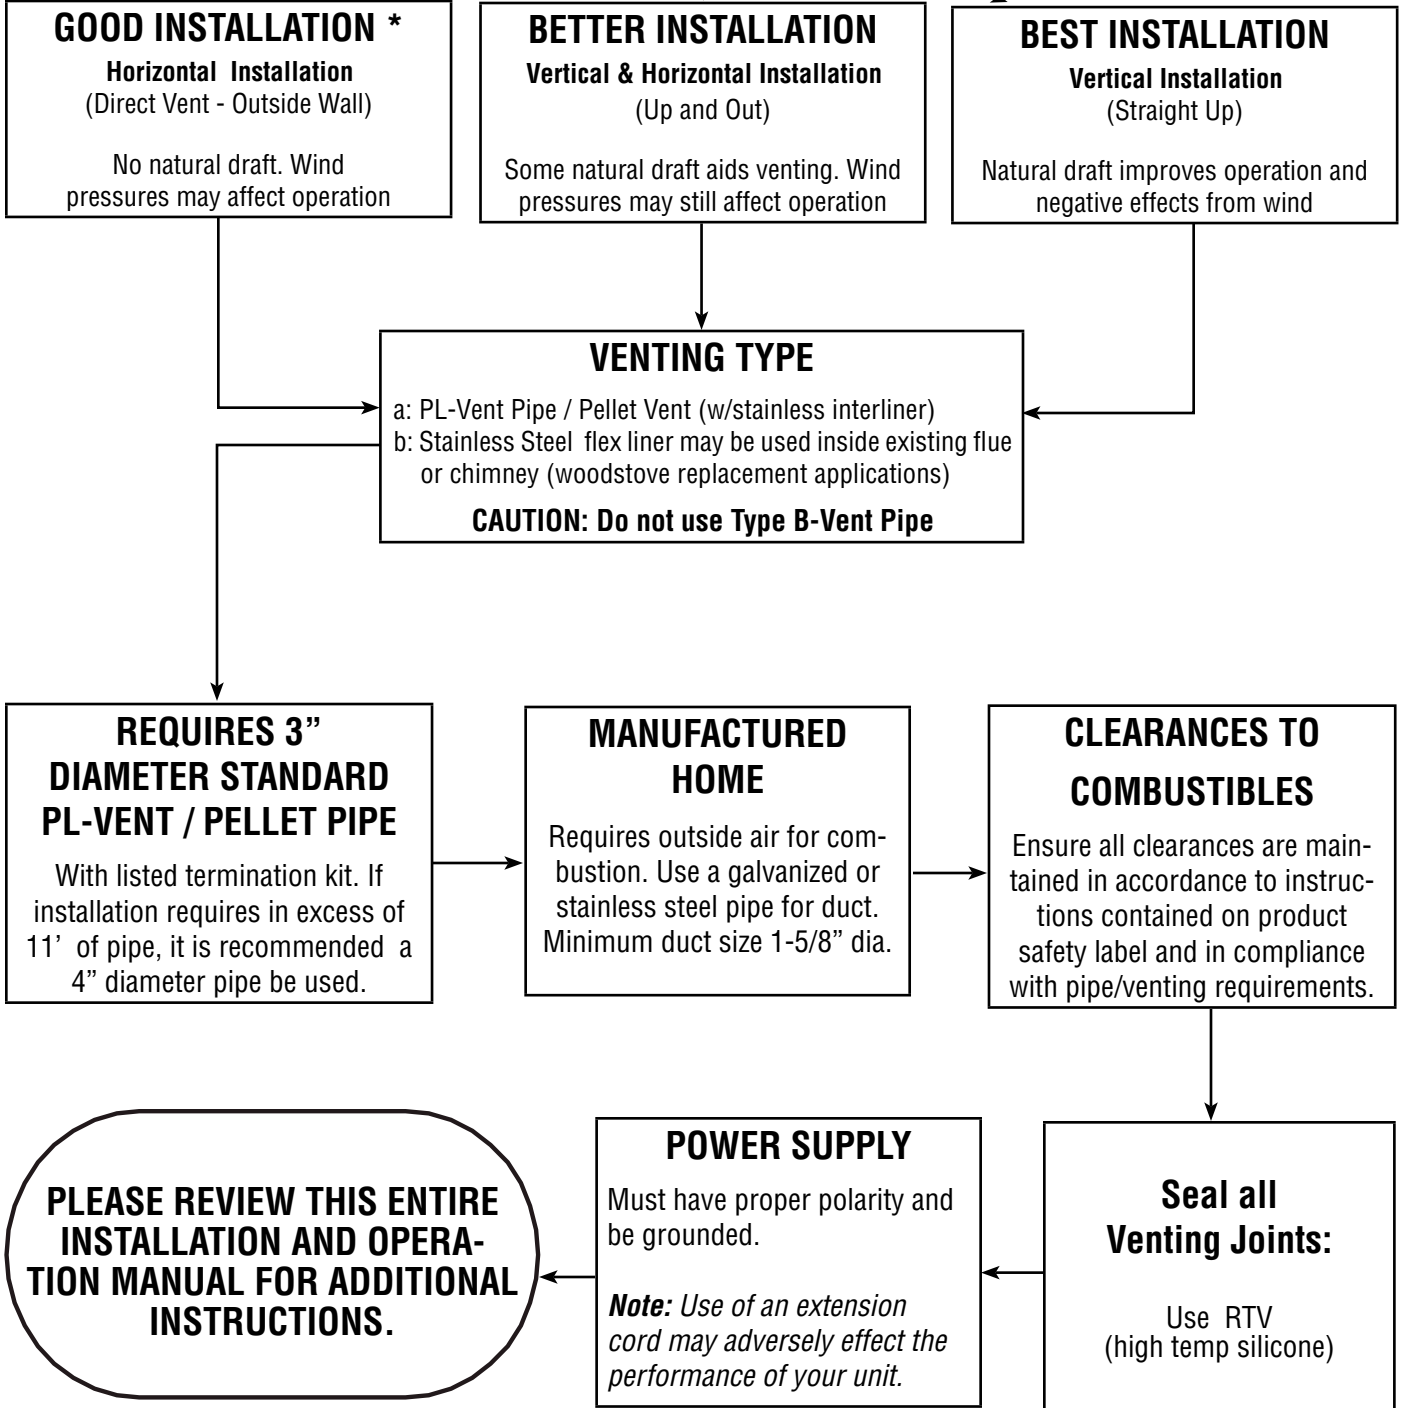 GOOD INSTALLATION *
Horizontal Installation
(Direct Vent - Outside Wall)
No natural draft. Wind
pressures may affect operation
BETTER INSTALLATION
Vertical & Horizontal Installation
(Up and Out)
Some natural draft aids venting. Wind
pressures may still affect operation
BEST INSTALLATION
Vertical Installation
(Straight Up)
Natural draft improves operation and
negative effects from wind
VENTING TYPE
a: PL-Vent Pipe / Pellet Vent (w/stainless interliner)
b: Stainless Steel flex liner may be used inside existing flue
or chimney (woodstove replacement applications)
CAUTION: Do not use Type B-Vent Pipe
REQUIRES 3”
DIAMETER STANDARD
PL-VENT / PELLET PIPE
With listed termination kit. If
installation requires in excess of
11’ of pipe, it is recommended a
4” diameter pipe be used.
MANUFACTURED
HOME
Requires outside air for com-
bustion. Use a galvanized or
stainless steel pipe for duct.
Minimum duct size 1-5/8” dia.
CLEARANCES TO
COMBUSTIBLES
Ensure all clearances are main-
tained in accordance to instruc-
tions contained on product
safety label and in compliance
with pipe/venting requirements.
Seal all
Venting Joints:
Use RTV
(high temp silicone)
POWER SUPPLY
Must have proper polarity and
be grounded.
Note: Use of an extension
cord may adversely effect the
performance of your unit.
PLEASE REVIEW THIS ENTIRE
INSTALLATION AND OPERA-
TION MANUAL FOR ADDITIONAL
INSTRUCTIONS.